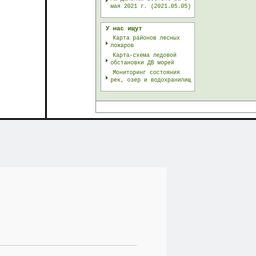 мая 2021 г. (2021.05.05)
У нас ищут
Карта районов лесных
пожаров
Карта-схема ледовой
обстановки ДВ морей
Мониторинг состояния
рек, озер и водохранилищ